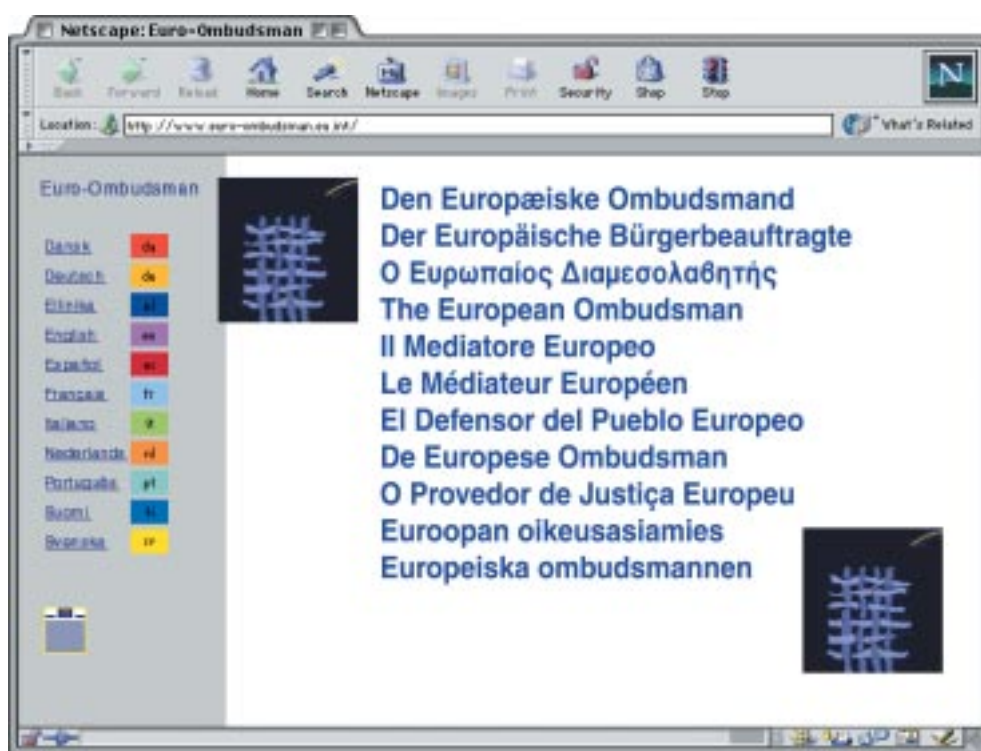 Netscape: Euro-Ombudsman
Back Forward Reload Home Search Netscape Images Print Security Shop Stop
Location: http://www.euro-ombudsman.eu.int/ What's Related
N
Euro-Ombudsman
Dansk da
Deutsch de
Ellinika el
English en
Español es
Français fr
Italiano it
Nederlands nl
Português pt
Suomi fi
Svenska sv
Den Europæiske Ombudsmand
Der Europäische Bürgerbeauftragte
Ο Ευρωπαίος Διαμεσολαβητής
The European Ombudsman
Il Mediatore Europeo
Le Médiateur Européen
El Defensor del Pueblo Europeo
De Europese Ombudsman
O Provedor de Justiça Europeu
Euroopan oikeusasiamies
Europeiska ombudsmannen